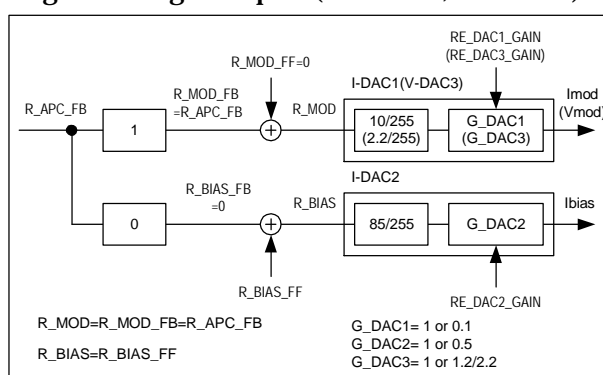 RE_DAC1_GAIN
(RE_DAC3_GAIN)
R_MOD_FF=0
I-DAC1(V-DAC3)
Imod
(Vmod)
R_APC_FB
R_MOD_FB
=R_APC_FB
R_MOD
1
10/255
(2.2/255)
G_DAC1
(G_DAC3)
I-DAC2
R_BIAS_FB
=0
R_BIAS
Ibias
0
85/255
G_DAC2
R_BIAS_FF
RE_DAC2_GAIN
R_MOD=R_MOD_FB=R_APC_FB
R_BIAS=R_BIAS_FF
G_DAC1= 1 or 0.1
G_DAC2= 1 or 0.5
G_DAC3= 1 or 1.2/2.2